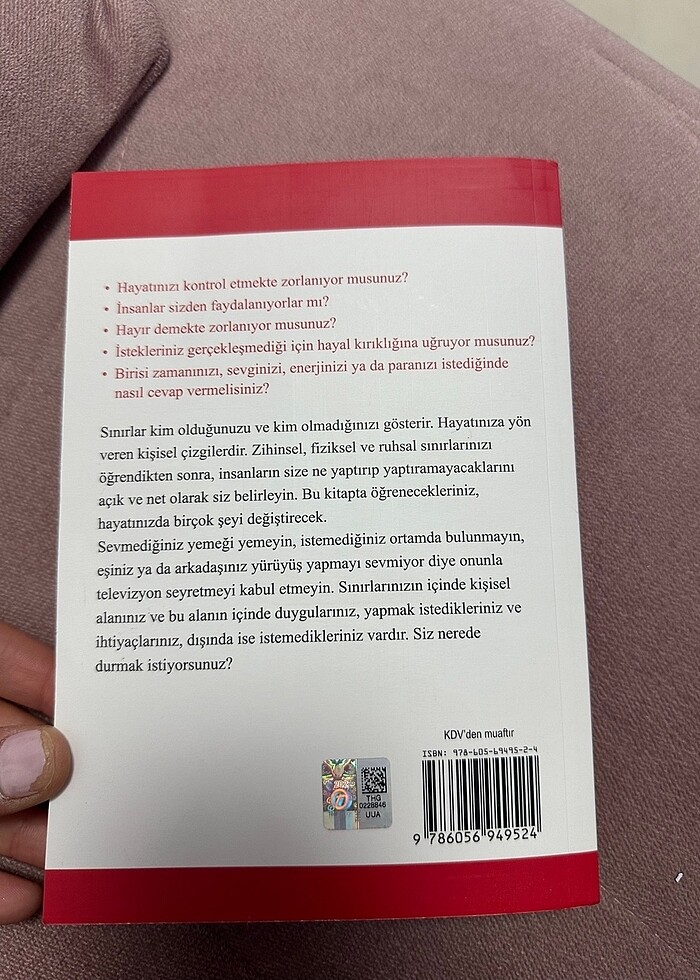 • Hayatınızı kontrol etmekte zorlanıyor musunuz?
• İnsanlar sizden faydalanıyorlar mı?
• Hayır demekte zorlanıyor musunuz?
• İstekleriniz gerçekleşmediği için hayal kırıklığına uğruyor musunuz?
• Birisi zamanınızı, sevginizi, enerjinizi ya da paranızı istediğinde
nasıl cevap vermelisiniz?
Sınırlar kim olduğunuzu ve kim olmadığınızı gösterir. Hayatınıza yön
veren kişisel çizgilerdir. Zihinsel, fiziksel ve ruhsal sınırlarınızı
öğrendikten sonra, insanların size ne yaptırıp yaptıramayacaklarını
açık ve net olarak siz belirleyin. Bu kitapta öğrenecekleriniz,
hayatınızda birçok şeyi değiştirecek.
Sevmediğiniz yemeği yemeyin, istemediğiniz ortamda bulunmayın,
eşiniz ya da arkadaşınız yürüyüş yapmayı sevmiyor diye onunla
televizyon seyretmeyi kabul etmeyin. Sınırlarınızın içinde kişisel
alanınız ve bu alanın içinde duygularınız, yapmak istedikleriniz ve
ihtiyaçlarınız, dışında ise istemedikleriniz vardır. Siz nerede
durmak istiyorsunuz?
KDV'den muaftır
ISBN: 978-605-69495-2-4
THG
0228846
UUA
9 786056 949524